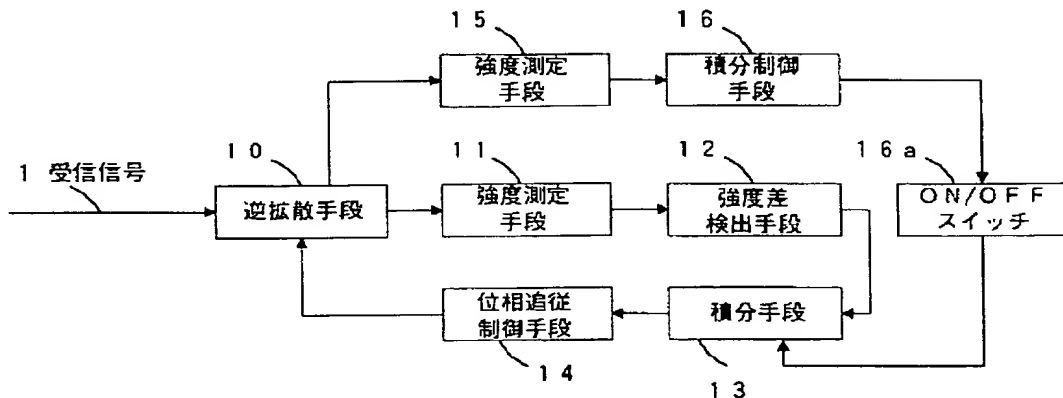 １５
強度測定
手段
１６
積分制御
手段
１ 受信信号
１０
逆拡散手段
１１
強度測定
手段
１２
強度差
検出手段
１６ａ
ＯＮ/ＯＦＦ
スイッチ
位相追従
制御手段
１４
積分手段
１３